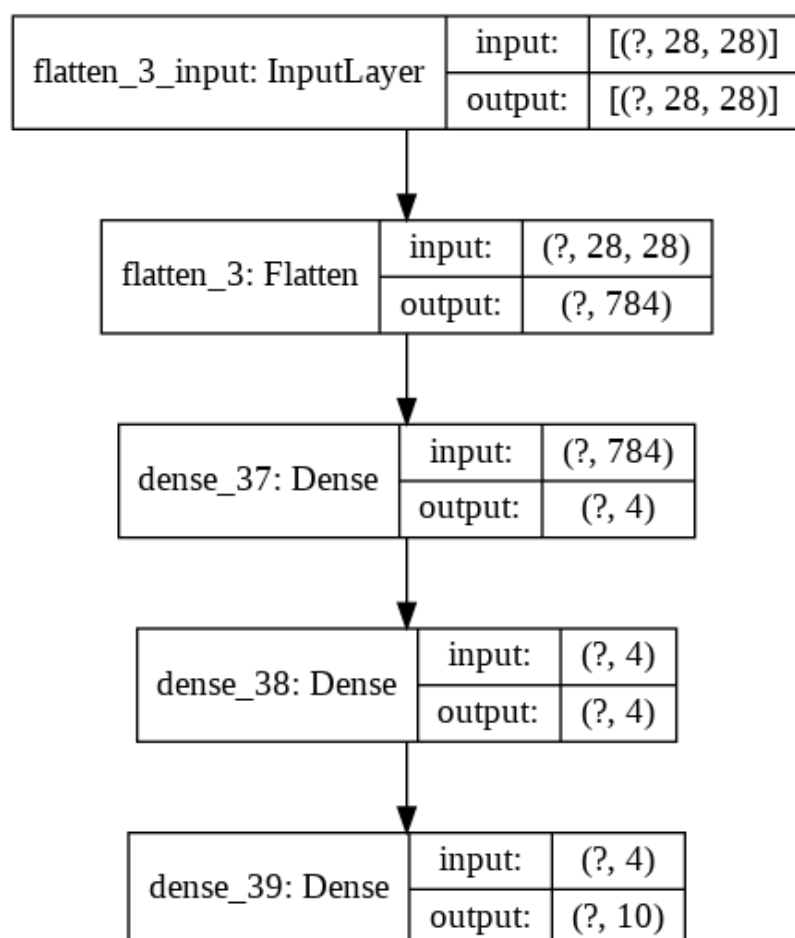 flatten_3_input: InputLayer
input:
[(?, 28, 28)]
output:
[(?, 28, 28)]
flatten_3: Flatten
input:
(?, 28, 28)
output:
(?, 784)
dense_37: Dense
input:
(?, 784)
output:
(?, 4)
dense_38: Dense
input:
(?, 4)
output:
(?, 4)
dense_39: Dense
input:
(?, 4)
output:
(?, 10)